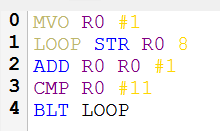 0 MVO R0 #1
1 LOOP STR R0 8
2 ADD R0 R0 #1
3 CMP R0 #11
4 BLT LOOP